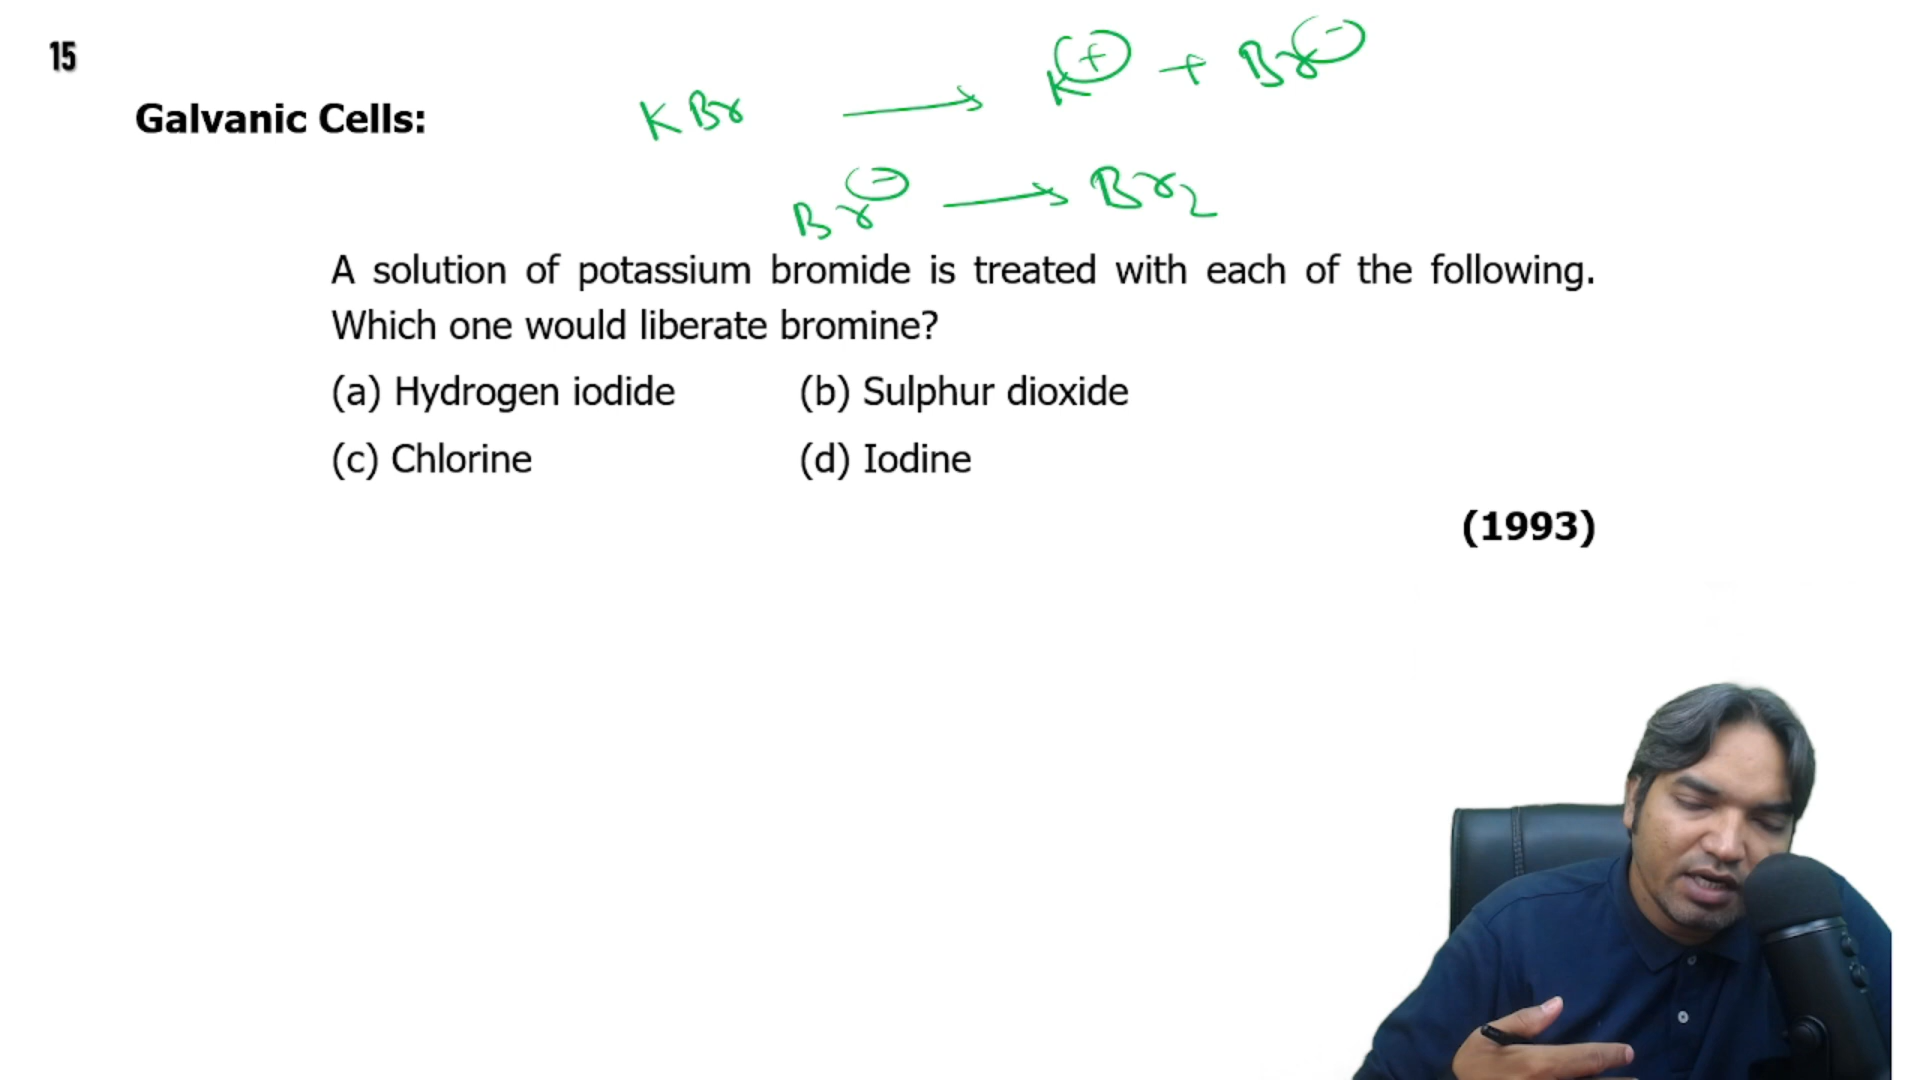 15
Galvanic Cells:
KBr → K⊕ + Br⊖
Br⊖ → Br2
A solution of potassium bromide is treated with each of the following.
Which one would liberate bromine?
(a) Hydrogen iodide (b) Sulphur dioxide
(c) Chlorine (d) Iodine
(1993)